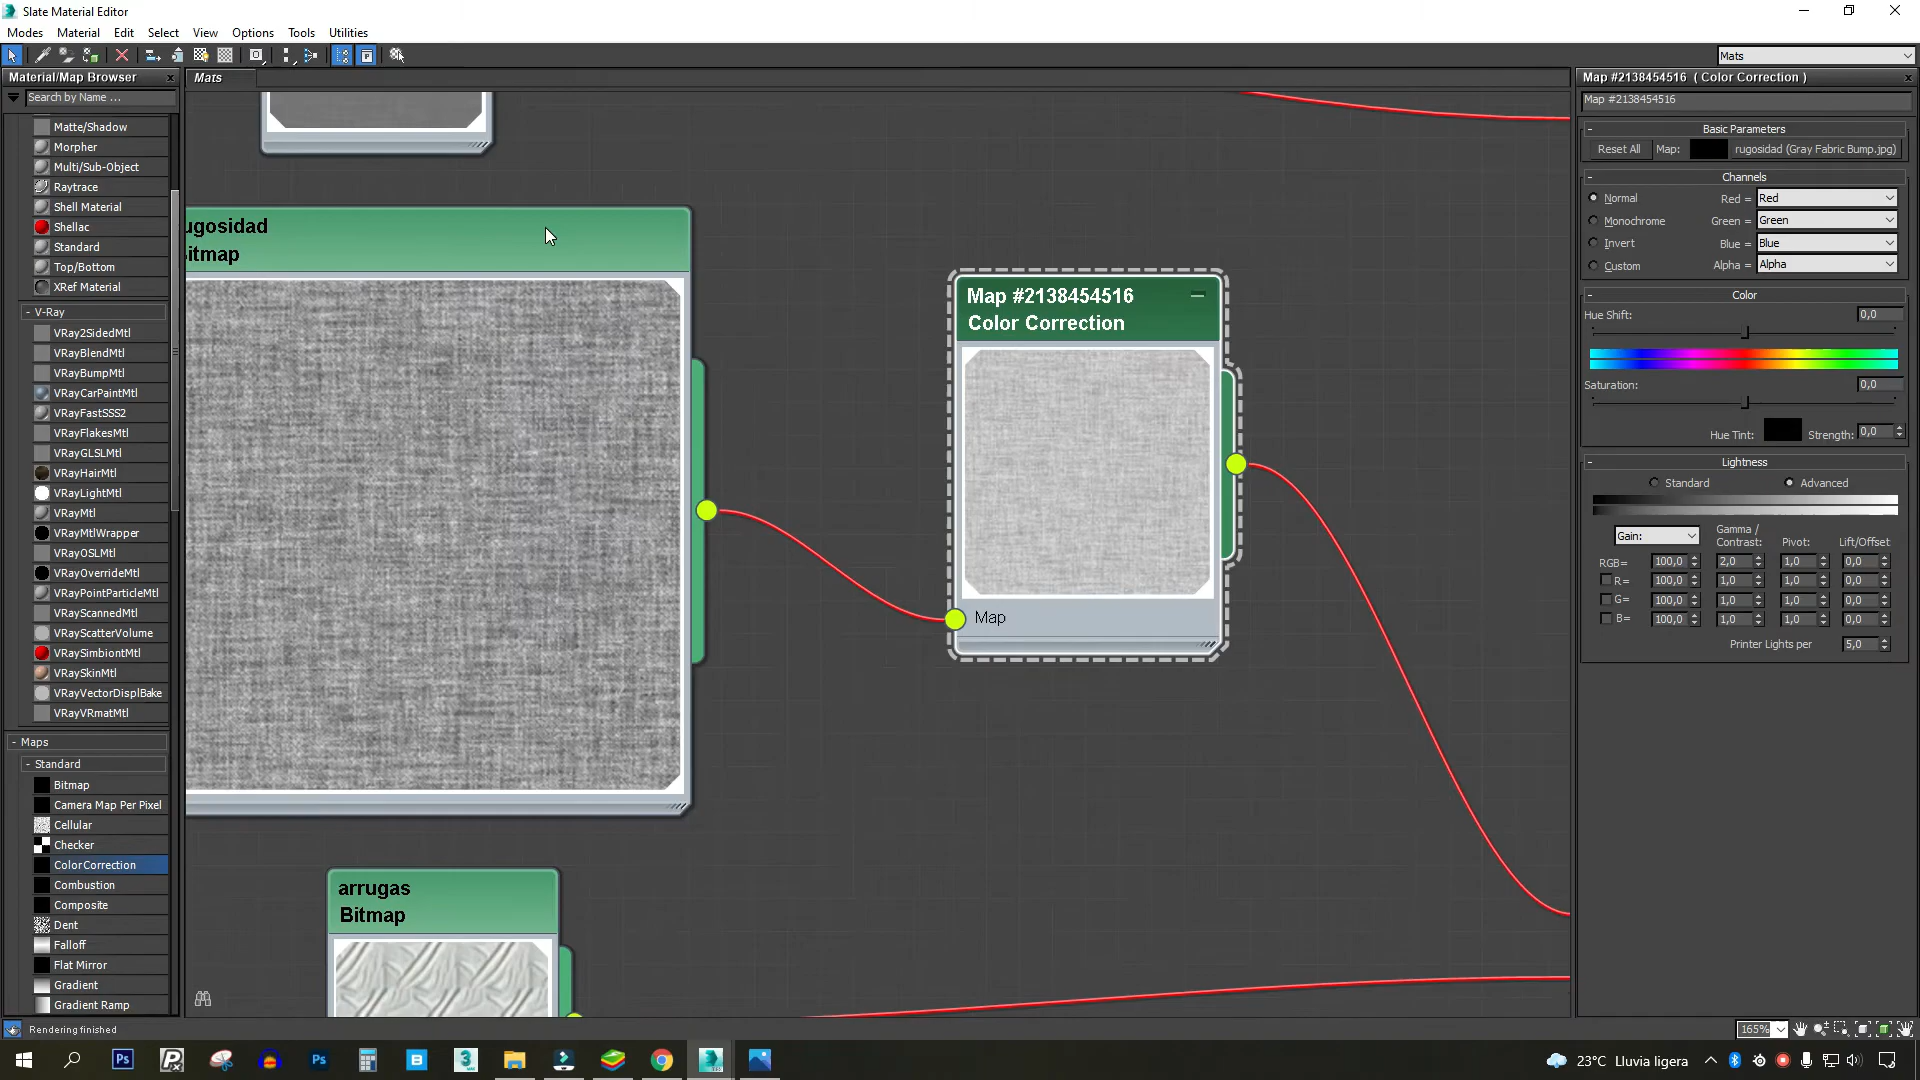 Slate Material Editor
Modes Material Edit Select View Options Tools Utilities
Mats
Material/Map Browser
Search by Name ...
Matte/Shadow
Morpher
Multi/Sub-Object
Raytrace
Shell Material
Shellac
Standard
Top/Bottom
XRef Material
- V-Ray
VRay2SidedMtl
VRayBlendMtl
VRayBumpMtl
VRayCarPaintMtl
VRayFastSSS2
VRayFlakesMtl
VRayGLSLMtl
VRayHairMtl
VRayLightMtl
VRayMtl
VRayMtlWrapper
VRayOSLMtl
VRayOverrideMtl
VRayPointParticleMtl
VRayScannedMtl
VRayScatterVolume
VRaySimbiontMtl
VRaySkinMtl
VRayVectorDisplBake
VRayVRmatMtl
- Maps
- Standard
Bitmap
Camera Map Per Pixel
Cellular
Checker
ColorCorrection
Combustion
Composite
Dent
Falloff
Flat Mirror
Gradient
Gradient Ramp
Rendering finished
Mats
ugosidad
itmap
Map #2138454516
Color Correction
Map
arrugas
Bitmap
Map #2138454516 ( Color Correction )
Map #2138454516
- Basic Parameters
Reset All Map: rugosidad (Gray Fabric Bump.jpg)
- Channels
Normal Red = Red
Monochrome Green = Green
Invert Blue = Blue
Custom Alpha = Alpha
- Color
Hue Shift: 0,0
Saturation: 0,0
Hue Tint: Strength: 0,0
- Lightness
Standard Advanced
Gain: Gamma / Contrast: Pivot: Lift/Offset
RGB= 100,0 2,0 1,0 0,0
R= 100,0 1,0 1,0 0,0
G= 100,0 1,0 1,0 0,0
B= 100,0 1,0 1,0 0,0
Printer Lights per 5,0
165%
23°C Lluvia ligera